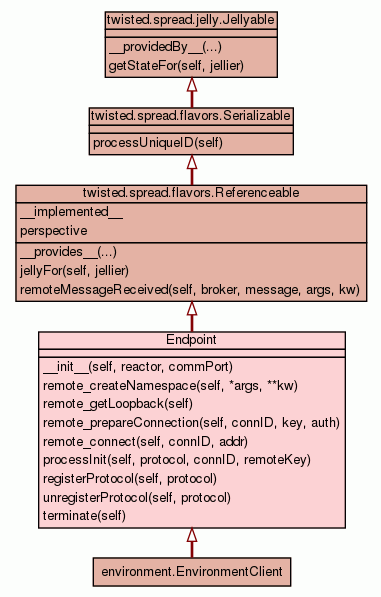 twisted.spread.jelly.Jellyable
__providedBy__(...)
getStateFor(self, jellier)
twisted.spread.flavors.Serializable
processUniqueID(self)
twisted.spread.flavors.Referenceable
__implemented__
perspective
__provides__(...)
jellyFor(self, jellier)
remoteMessageReceived(self, broker, message, args, kw)
Endpoint
__init__(self, reactor, commPort)
remote_createNamespace(self, *args, **kw)
remote_getLoopback(self)
remote_prepareConnection(self, connID, key, auth)
remote_connect(self, connID, addr)
processInit(self, protocol, connID, remoteKey)
registerProtocol(self, protocol)
unregisterProtocol(self, protocol)
terminate(self)
environment.EnvironmentClient